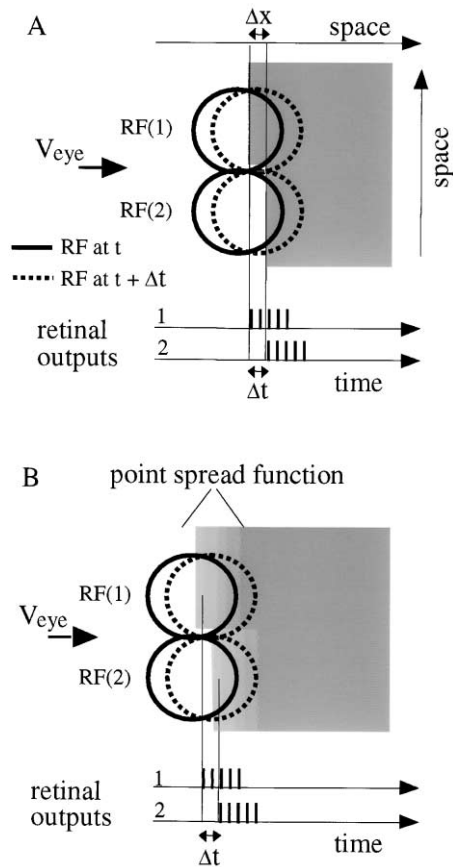 A
Δx
space
RF(1)
space
Veye
RF(2)
RF at t
RF at t + Δt
1
retinal
outputs
2
Δt
time
B
point spread function
RF(1)
Veye
RF(2)
1
retinal
outputs
2
Δt
time